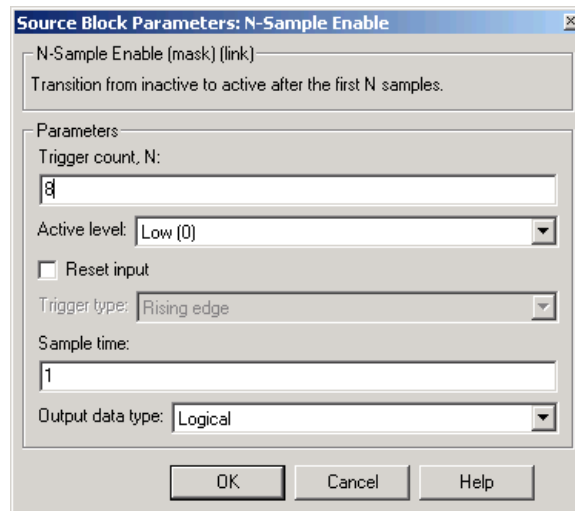 Source Block Parameters: N-Sample Enable
N-Sample Enable (mask) (link)
Transition from inactive to active after the first N samples.
Parameters
Trigger count, N:
8
Active level: Low (0)
Reset input
Trigger type: Rising edge
Sample time:
1
Output data type: Logical
OK Cancel Help